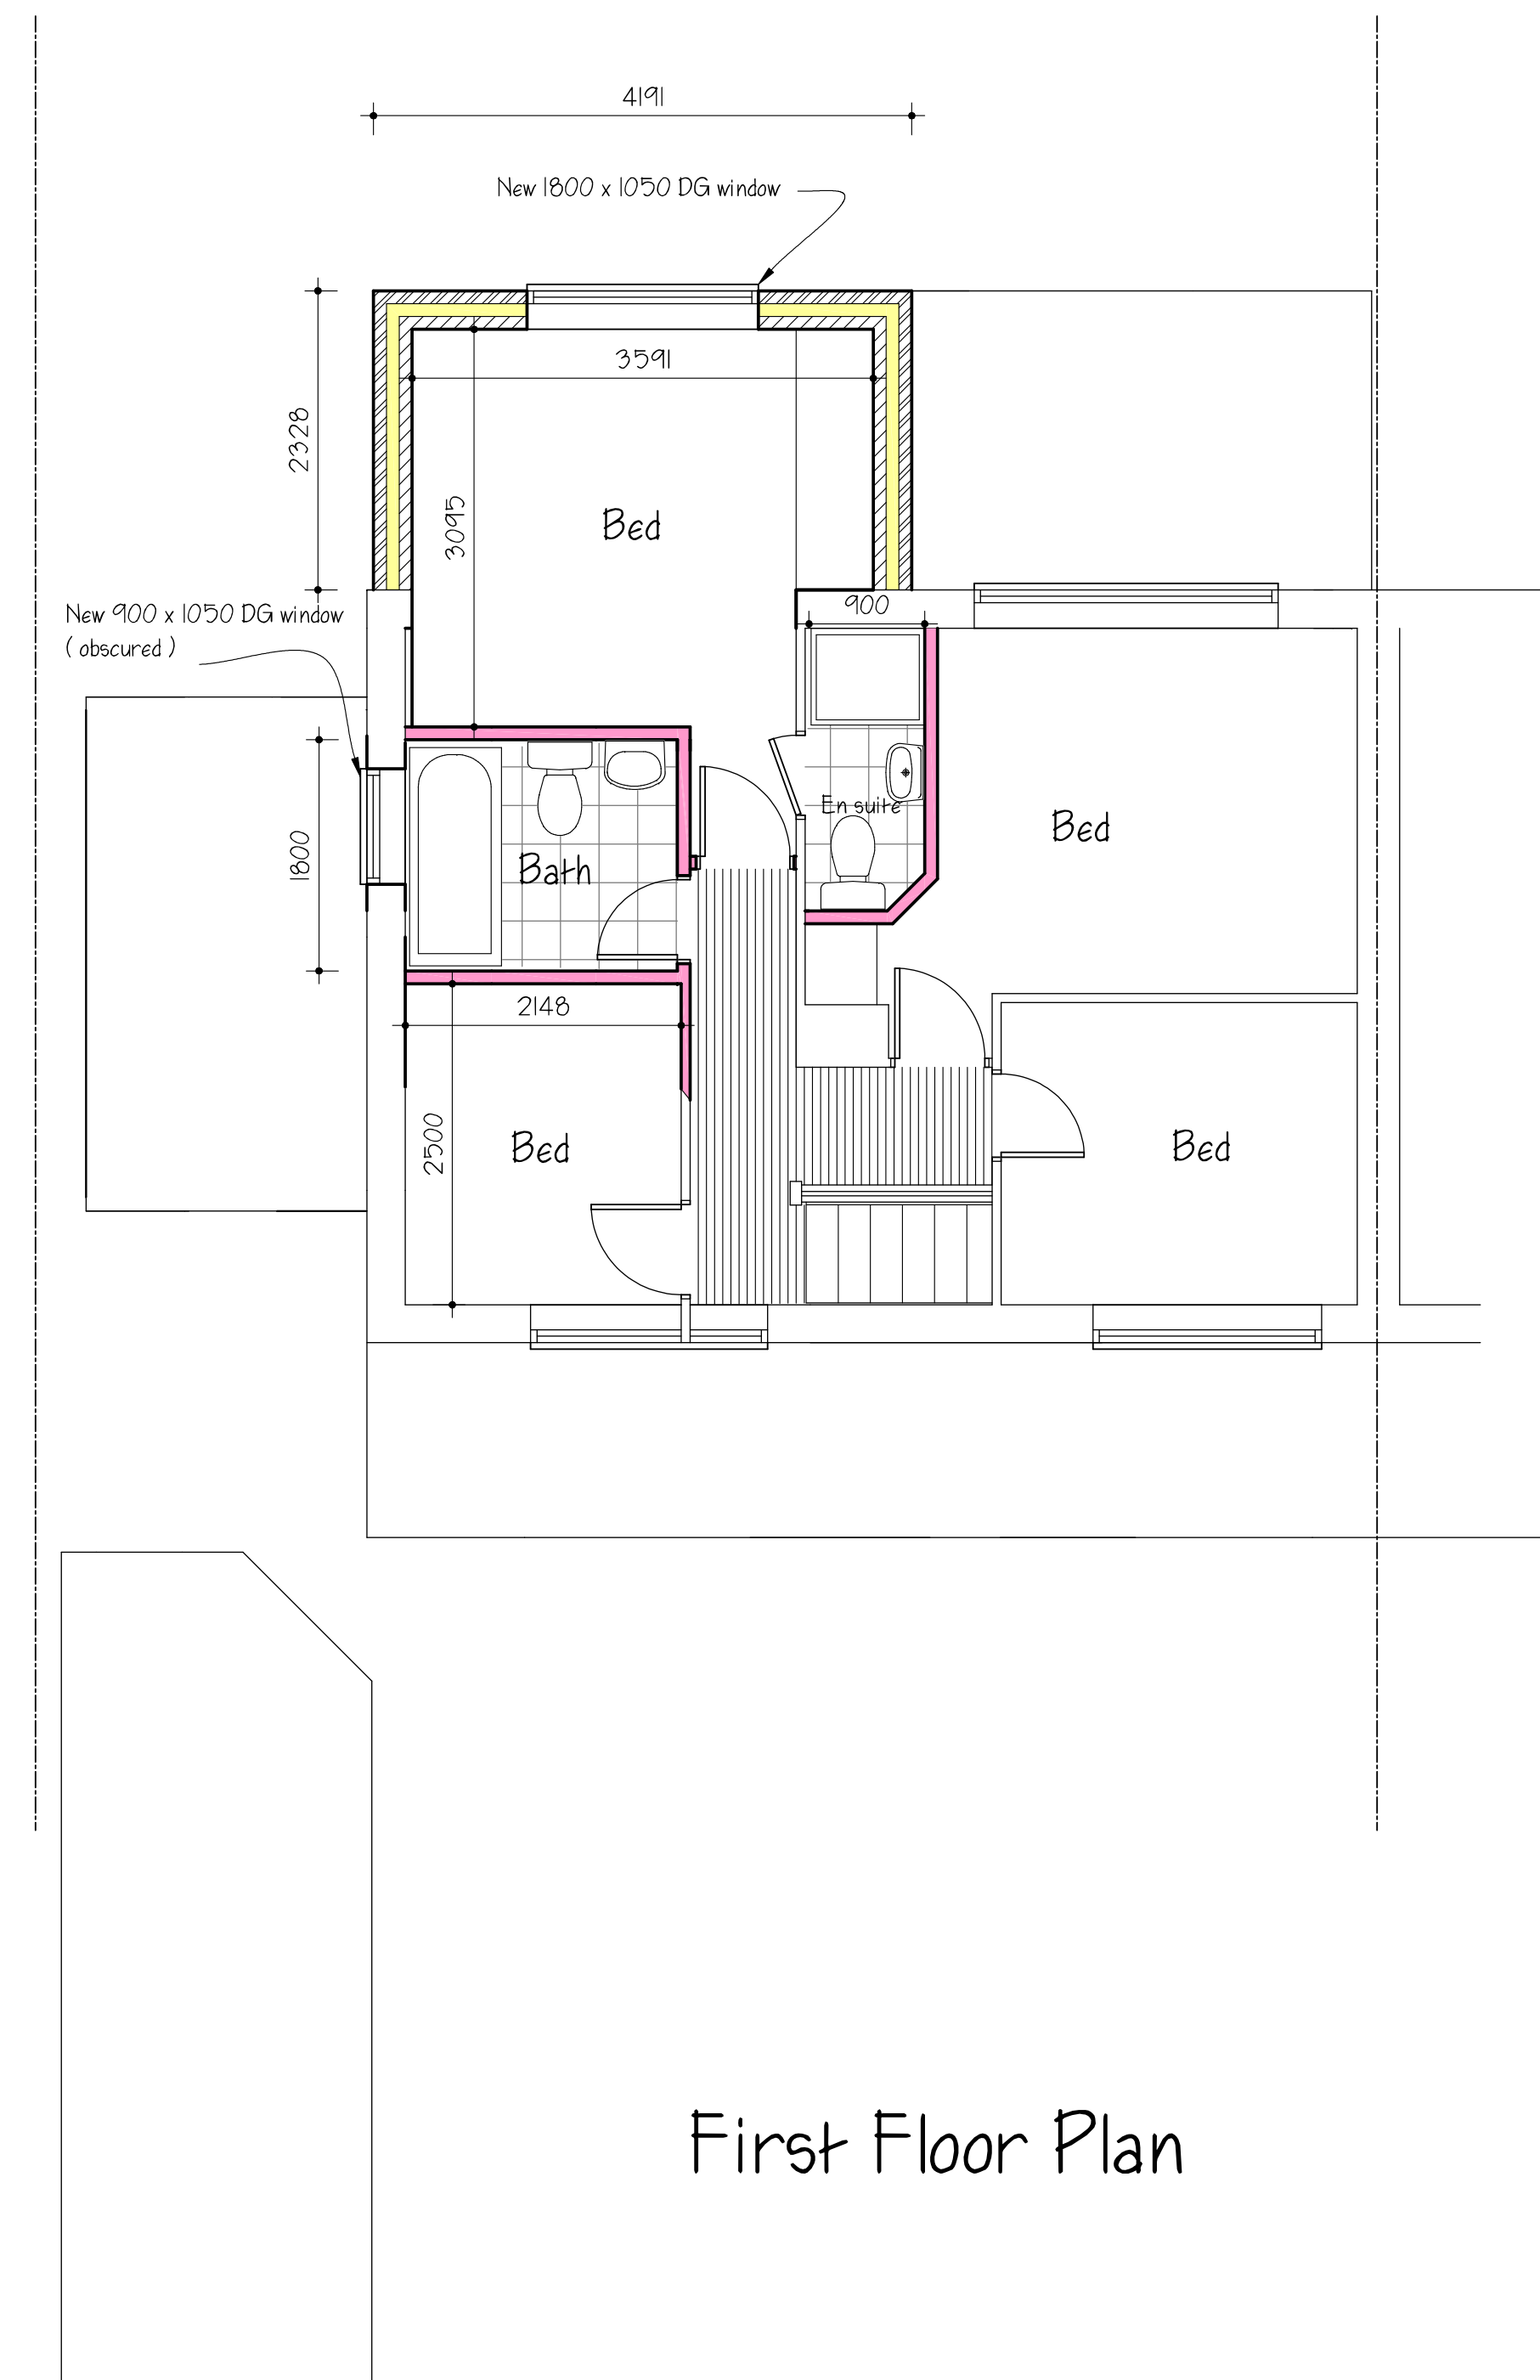 4191
New 1800 x 1050 DG window
3591
2328
3095
Bed
New 900 x 1050 DG window
( obscured )
900
En suite
Bed
1800
Bath
2148
2500
Bed
Bed
First Floor Plan